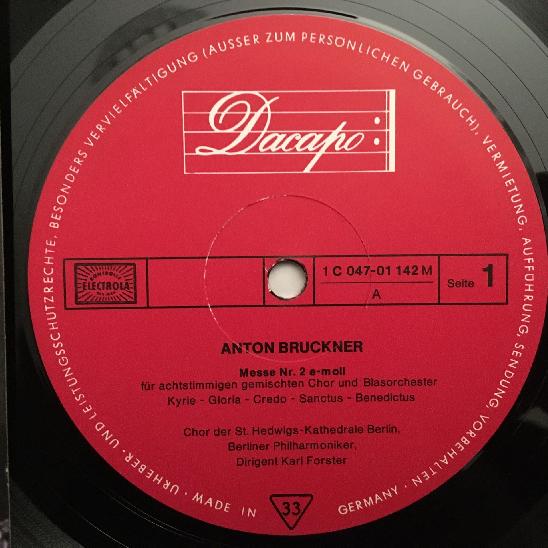 URHEBER- UND LEISTUNGSSCHUTZRECHTE, BESONDERS VERVIELFÄLTIGUNG (AUSSER ZUM PERSÖNLICHEN GEBRAUCH), VERMIETUNG, AUFFÜHRUNG, SENDUNG, VORBEHALTEN · GERMANY
Dacapo
ELECTROLA
1 C 047-01 142 M
A
Seite 1
ANTON BRUCKNER
Messe Nr. 2 e-moll
für achtstimmigen gemischten Chor und Blasorchester
Kyrie - Gloria - Credo - Sanctus - Benedictus
Chor der St. Hedwigs-Kathedrale Berlin,
Berliner Philharmoniker,
Dirigent Karl Forster
MADE IN
33